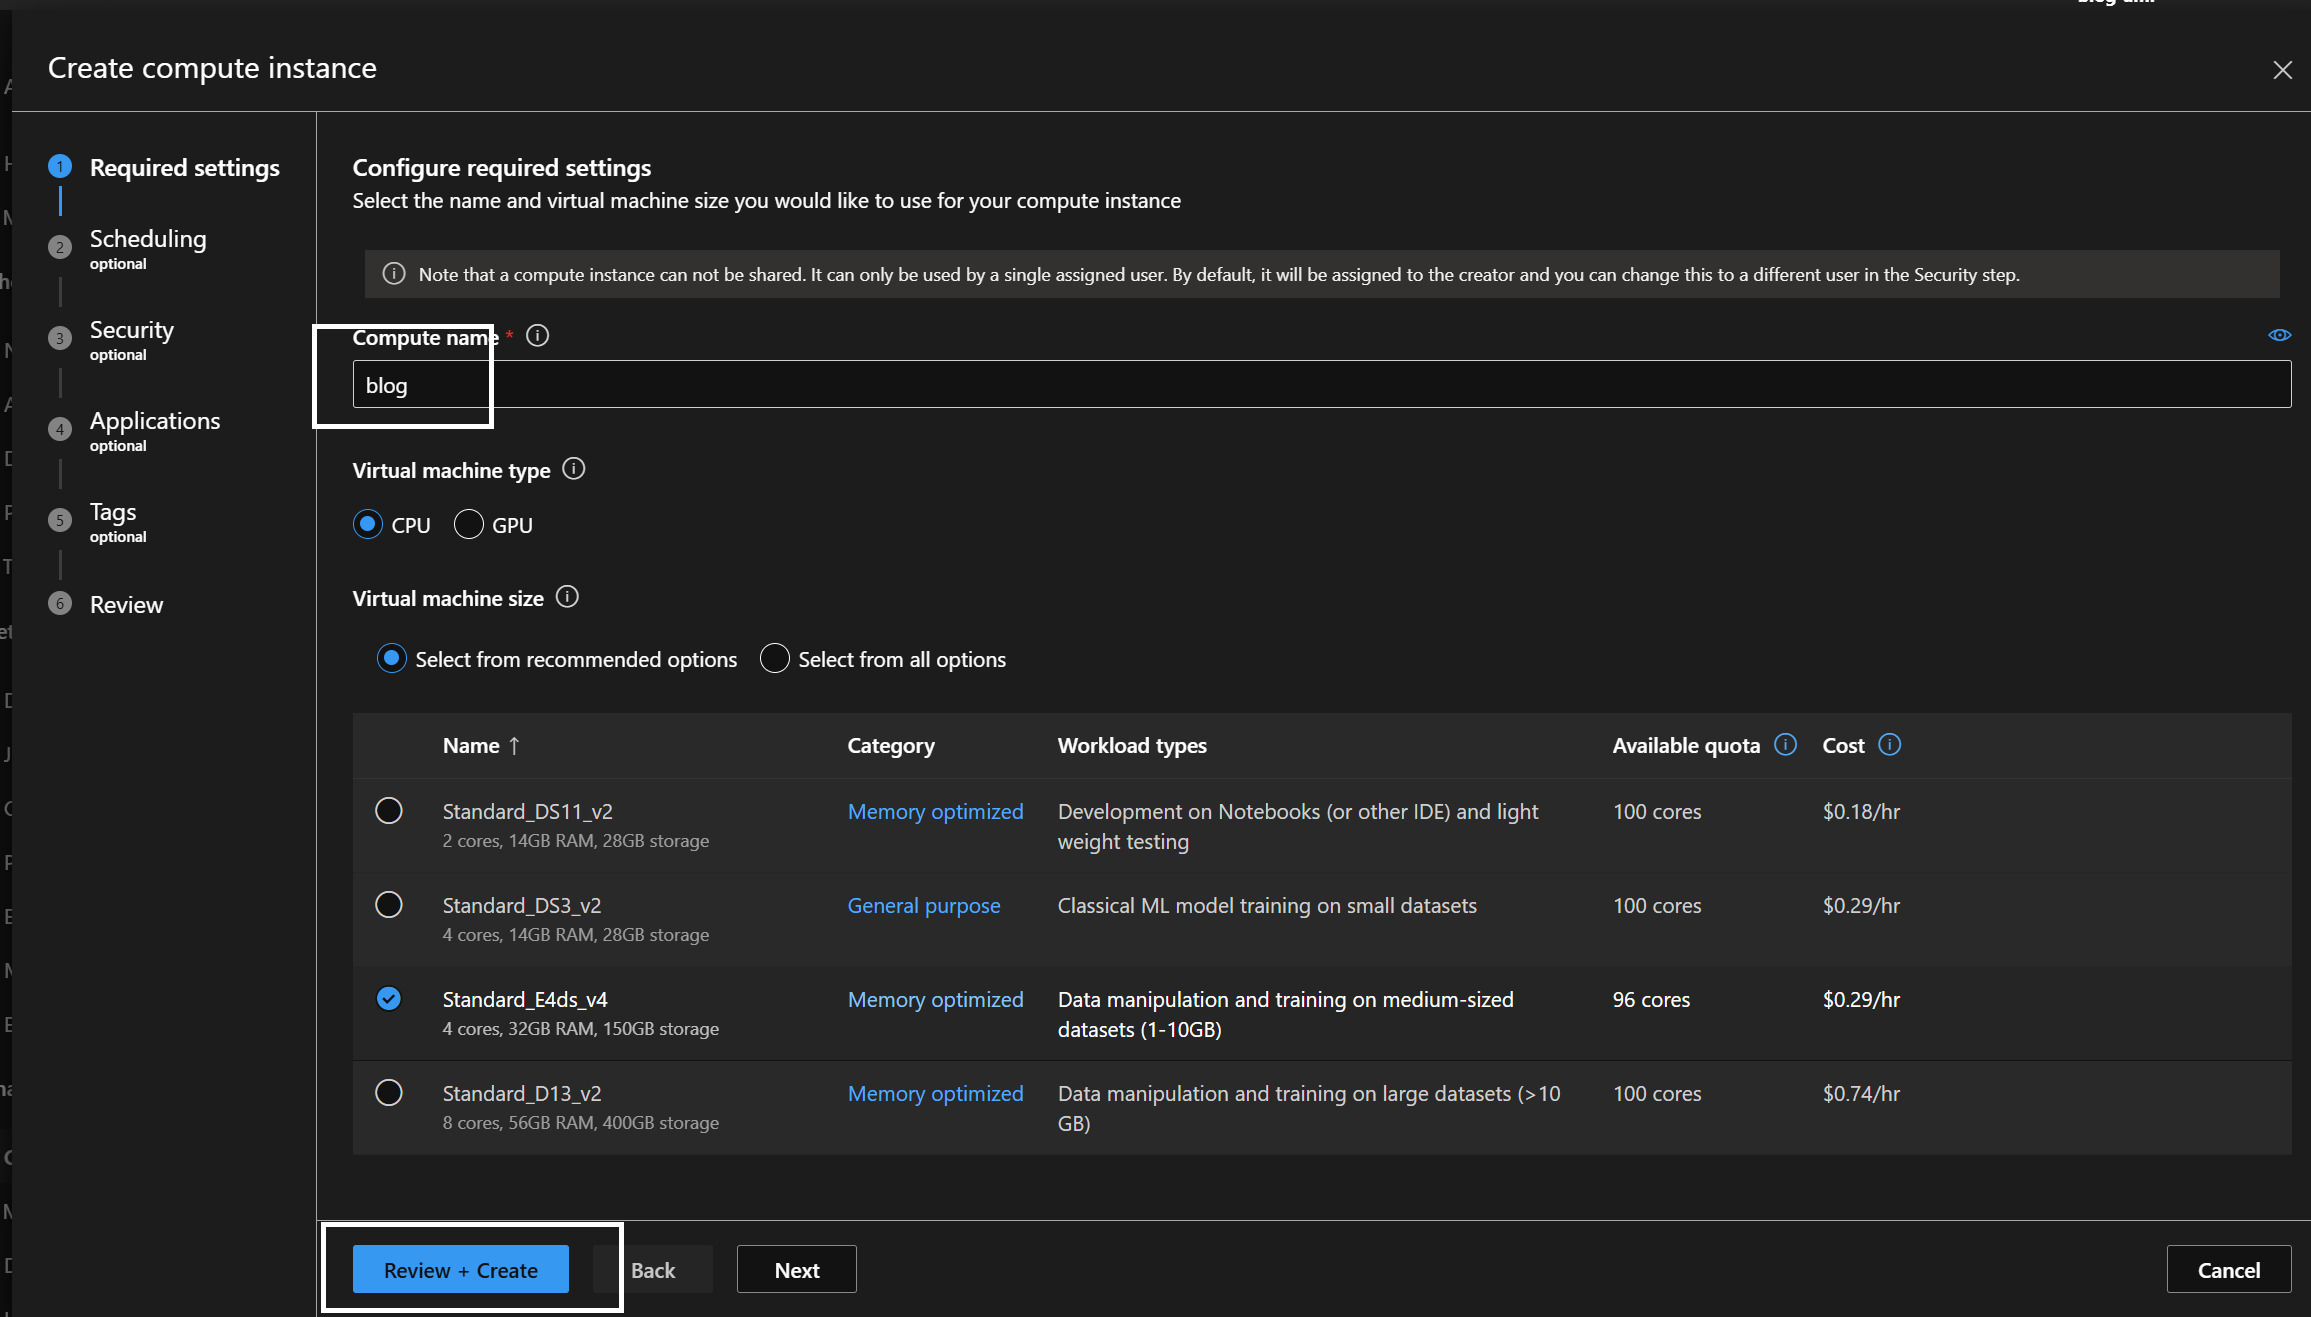 Create compute instance
1 Required settings
2 Scheduling
optional
3 Security
optional
4 Applications
optional
5 Tags
optional
6 Review
Configure required settings
Select the name and virtual machine size you would like to use for your compute instance
Note that a compute instance can not be shared. It can only be used by a single assigned user. By default, it will be assigned to the creator and you can change this to a different user in the Security step.
Compute name *
blog
Virtual machine type
CPU GPU
Virtual machine size
Select from recommended options Select from all options
Name ↑ Category Workload types Available quota Cost
Standard_DS11_v2 Memory optimized Development on Notebooks (or other IDE) and light 100 cores $0.18/hr
2 cores, 14GB RAM, 28GB storage weight testing
Standard_DS3_v2 General purpose Classical ML model training on small datasets 100 cores $0.29/hr
4 cores, 14GB RAM, 28GB storage
Standard_E4ds_v4 Memory optimized Data manipulation and training on medium-sized 96 cores $0.29/hr
4 cores, 32GB RAM, 150GB storage datasets (1-10GB)
Standard_D13_v2 Memory optimized Data manipulation and training on large datasets (>10 100 cores $0.74/hr
8 cores, 56GB RAM, 400GB storage GB)
Review + Create Back Next Cancel